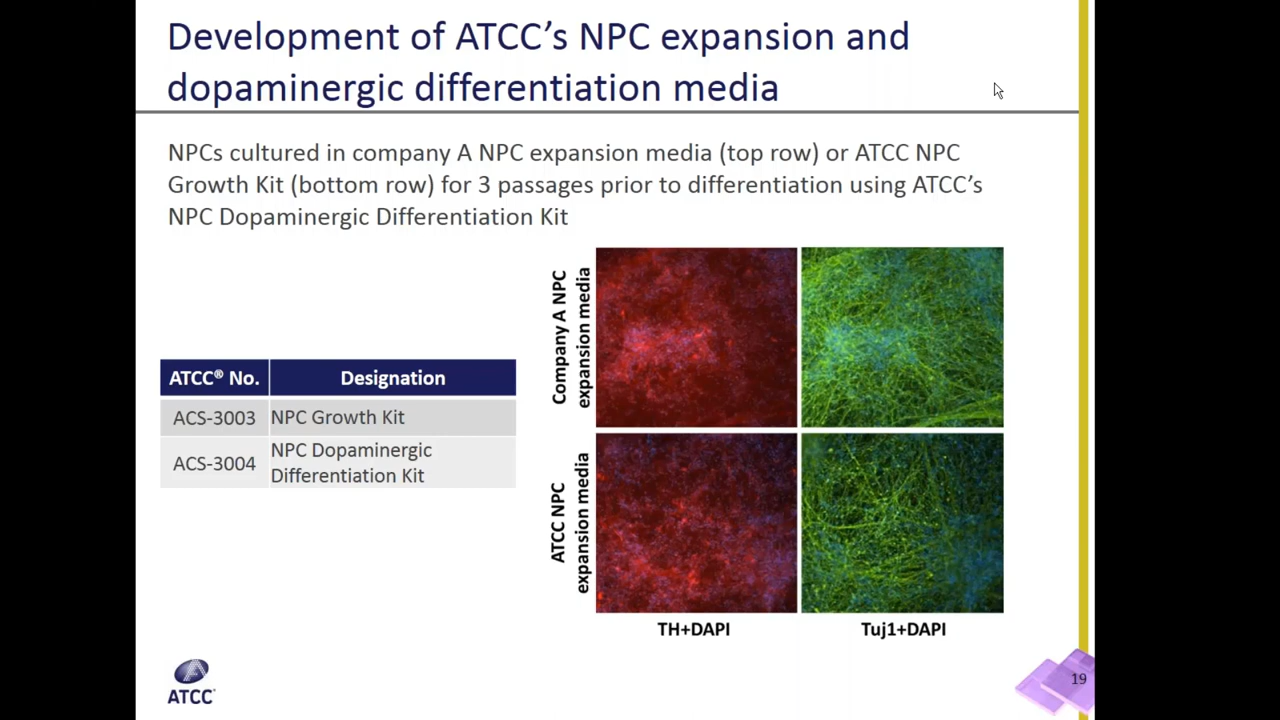 Development of ATCC’s NPC expansion and
dopaminergic differentiation media
NPCs cultured in company A NPC expansion media (top row) or ATCC NPC
Growth Kit (bottom row) for 3 passages prior to differentiation using ATCC’s
NPC Dopaminergic Differentiation Kit
ATCC® No. Designation
ACS-3003 NPC Growth Kit
ACS-3004 NPC Dopaminergic
Differentiation Kit
Company A NPC
expansion media
ATCC NPC
expansion media
TH+DAPI
Tuj1+DAPI
ATCC
19